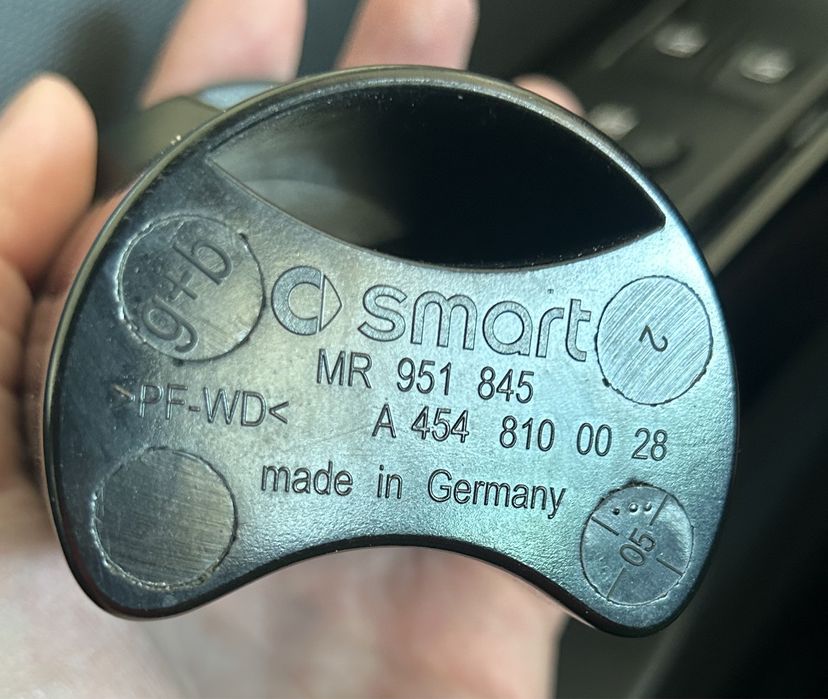 g+b
smart
2
MR 951 845
>PF-WD<
A 454 810 00 28
made in Germany
05